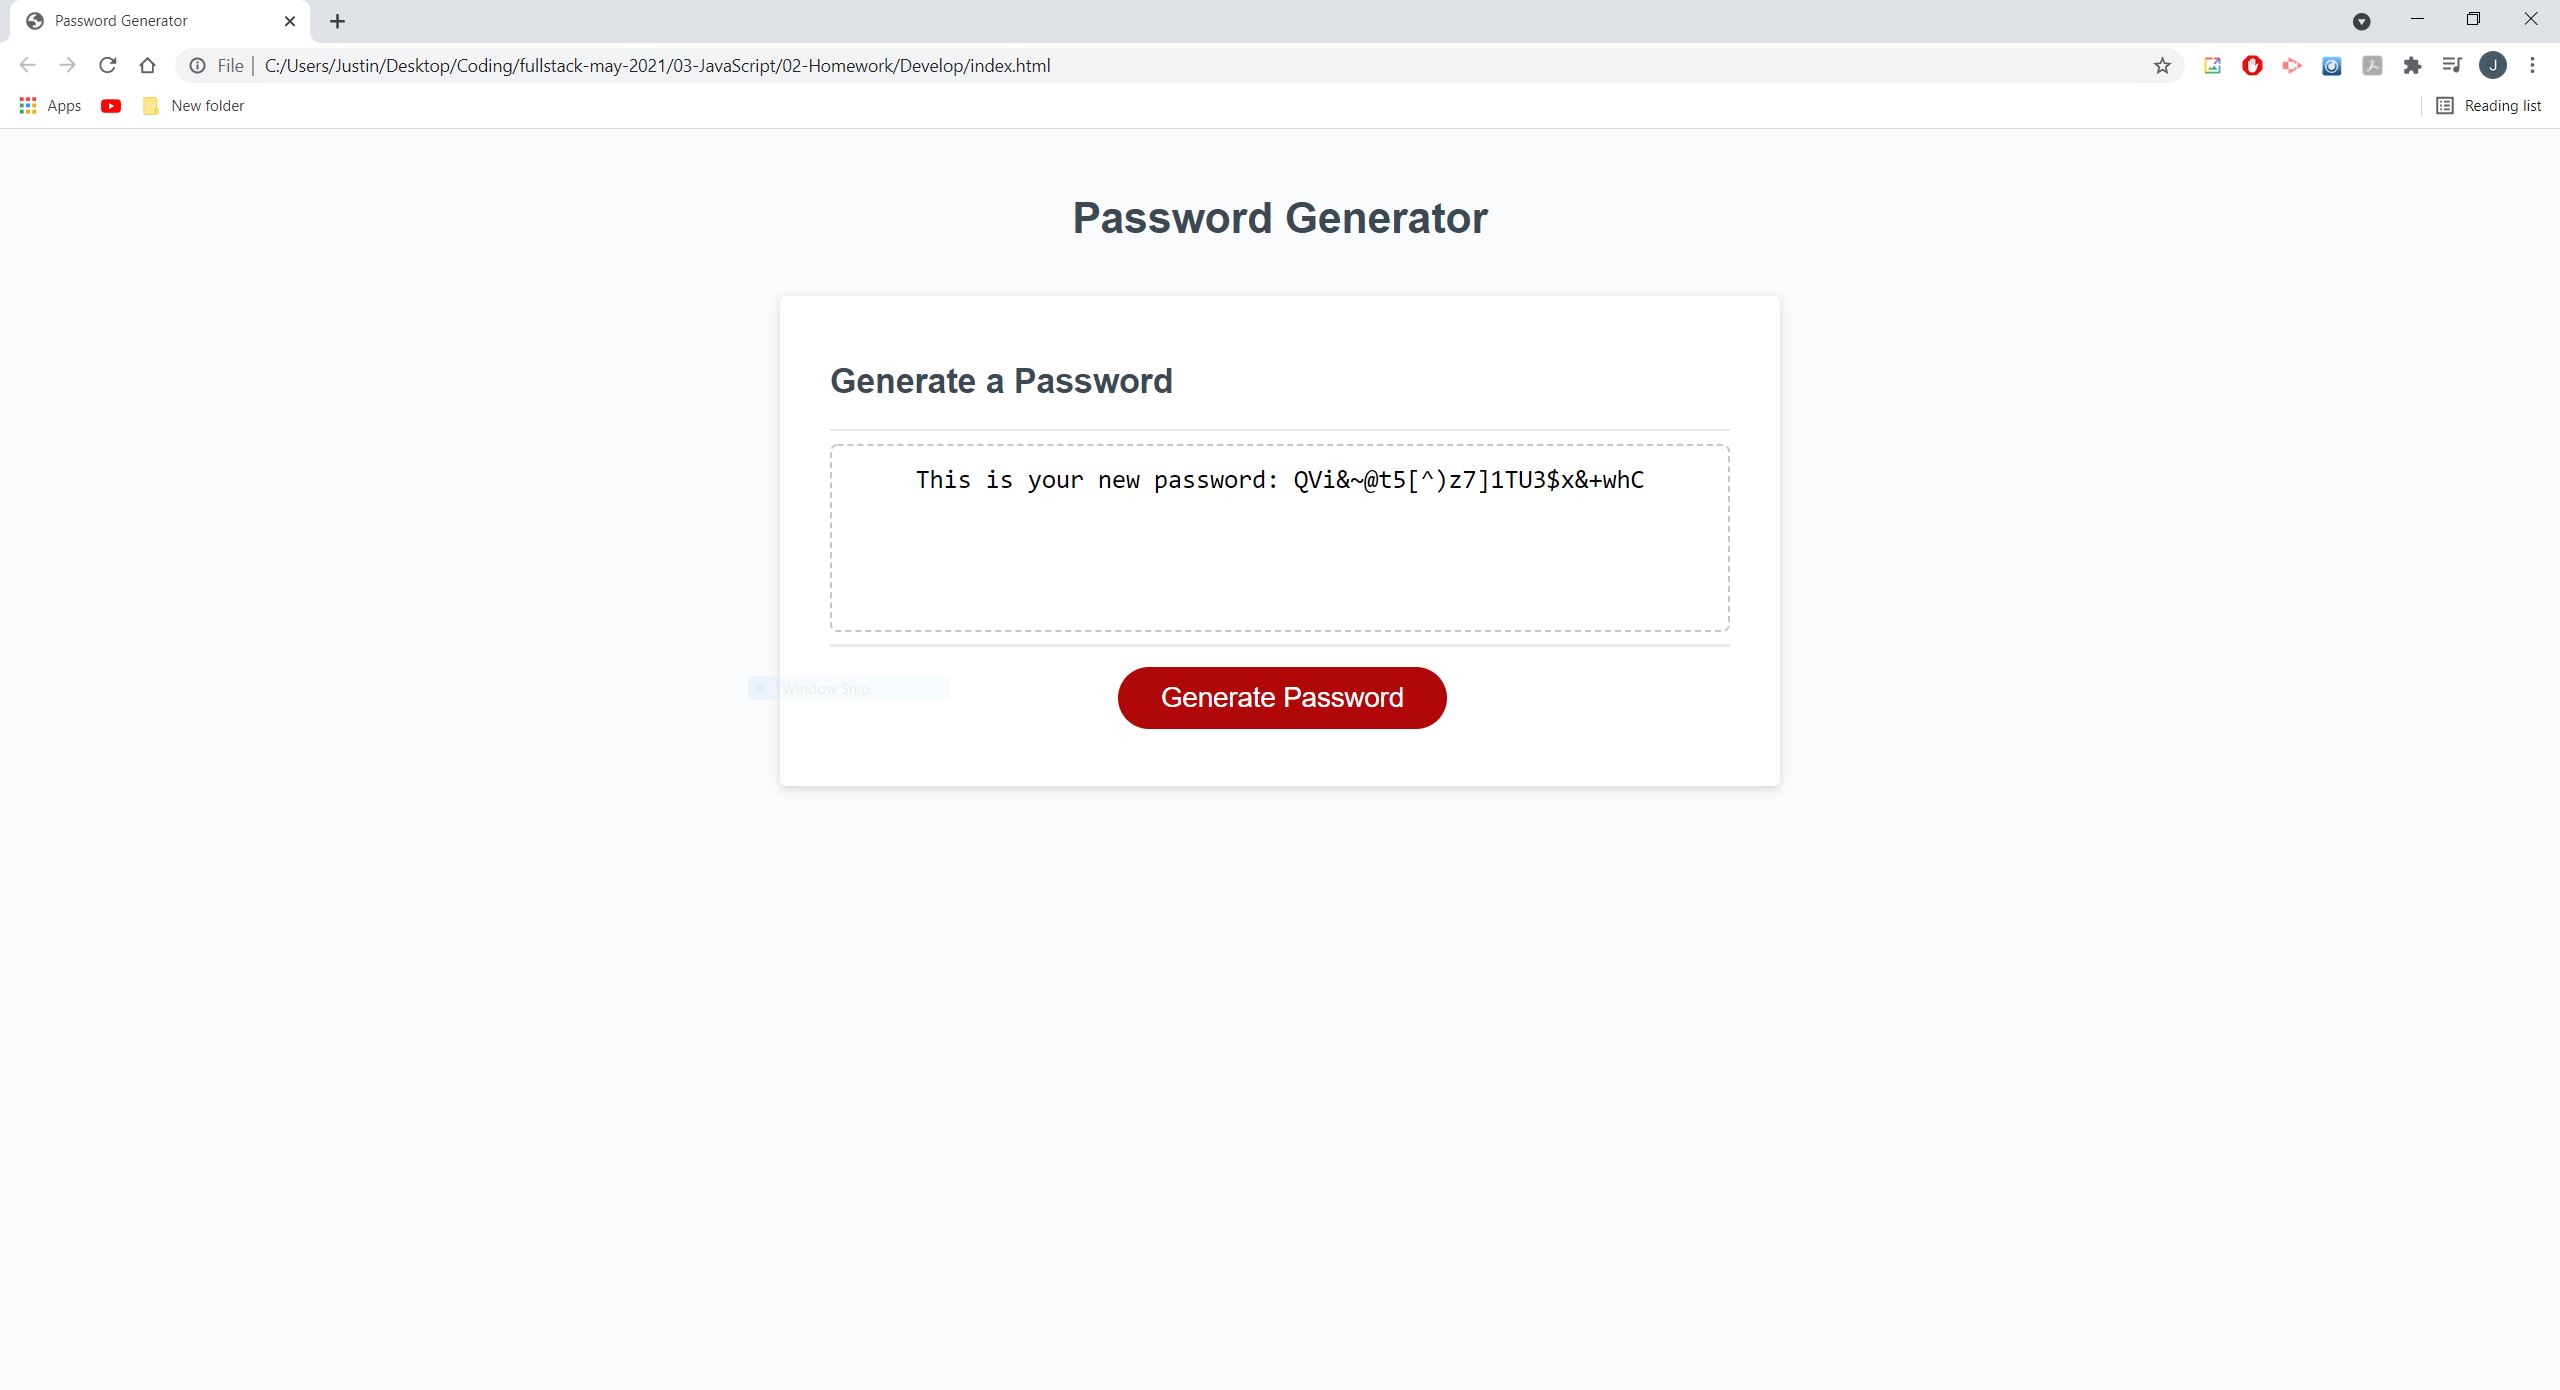 Password Generator
File | C:/Users/Justin/Desktop/Coding/fullstack-may-2021/03-JavaScript/02-Homework/Develop/index.html
J
Apps
New folder
Reading list
Password Generator
Generate a Password
This is your new password: QVi&~@t5[^)z7]1TU3$x&+whC
Window Snip
Generate Password